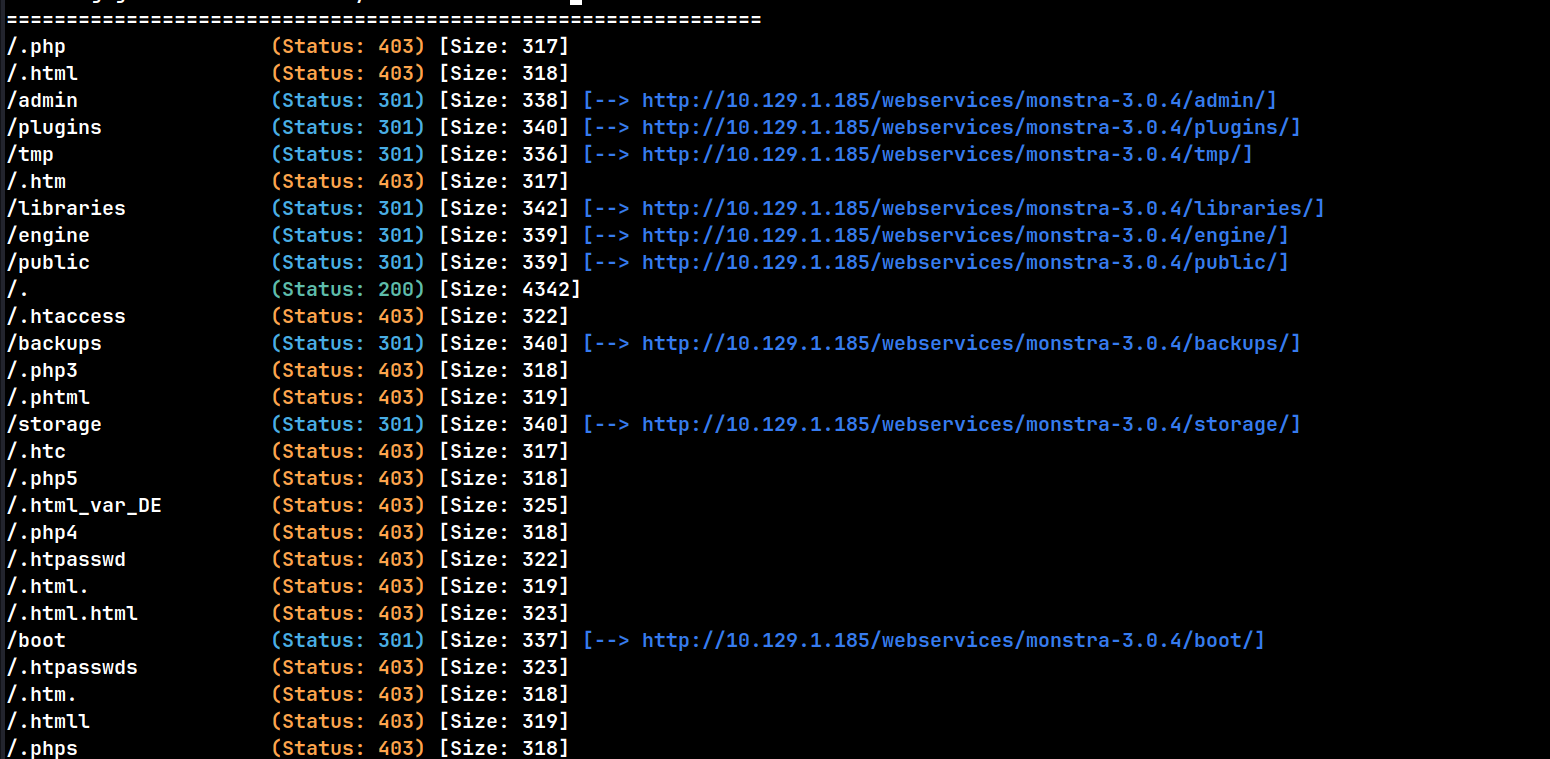 ===============================================================
/.php                 (Status: 403) [Size: 317]
/.html                (Status: 403) [Size: 318]
/admin                (Status: 301) [Size: 338] [--> http://10.129.1.185/webservices/monstra-3.0.4/admin/]
/plugins              (Status: 301) [Size: 340] [--> http://10.129.1.185/webservices/monstra-3.0.4/plugins/]
/tmp                  (Status: 301) [Size: 336] [--> http://10.129.1.185/webservices/monstra-3.0.4/tmp/]
/.htm                 (Status: 403) [Size: 317]
/libraries            (Status: 301) [Size: 342] [--> http://10.129.1.185/webservices/monstra-3.0.4/libraries/]
/engine               (Status: 301) [Size: 339] [--> http://10.129.1.185/webservices/monstra-3.0.4/engine/]
/public               (Status: 301) [Size: 339] [--> http://10.129.1.185/webservices/monstra-3.0.4/public/]
/.                    (Status: 200) [Size: 4342]
/.htaccess            (Status: 403) [Size: 322]
/backups              (Status: 301) [Size: 340] [--> http://10.129.1.185/webservices/monstra-3.0.4/backups/]
/.php3                (Status: 403) [Size: 318]
/.phtml               (Status: 403) [Size: 319]
/storage              (Status: 301) [Size: 340] [--> http://10.129.1.185/webservices/monstra-3.0.4/storage/]
/.htc                 (Status: 403) [Size: 317]
/.php5                (Status: 403) [Size: 318]
/.html_var_DE         (Status: 403) [Size: 325]
/.php4                (Status: 403) [Size: 318]
/.htpasswd            (Status: 403) [Size: 322]
/.html.               (Status: 403) [Size: 319]
/.html.html           (Status: 403) [Size: 323]
/boot                 (Status: 301) [Size: 337] [--> http://10.129.1.185/webservices/monstra-3.0.4/boot/]
/.htpasswds           (Status: 403) [Size: 323]
/.htm.                (Status: 403) [Size: 318]
/.htmll               (Status: 403) [Size: 319]
/.phps                (Status: 403) [Size: 318]